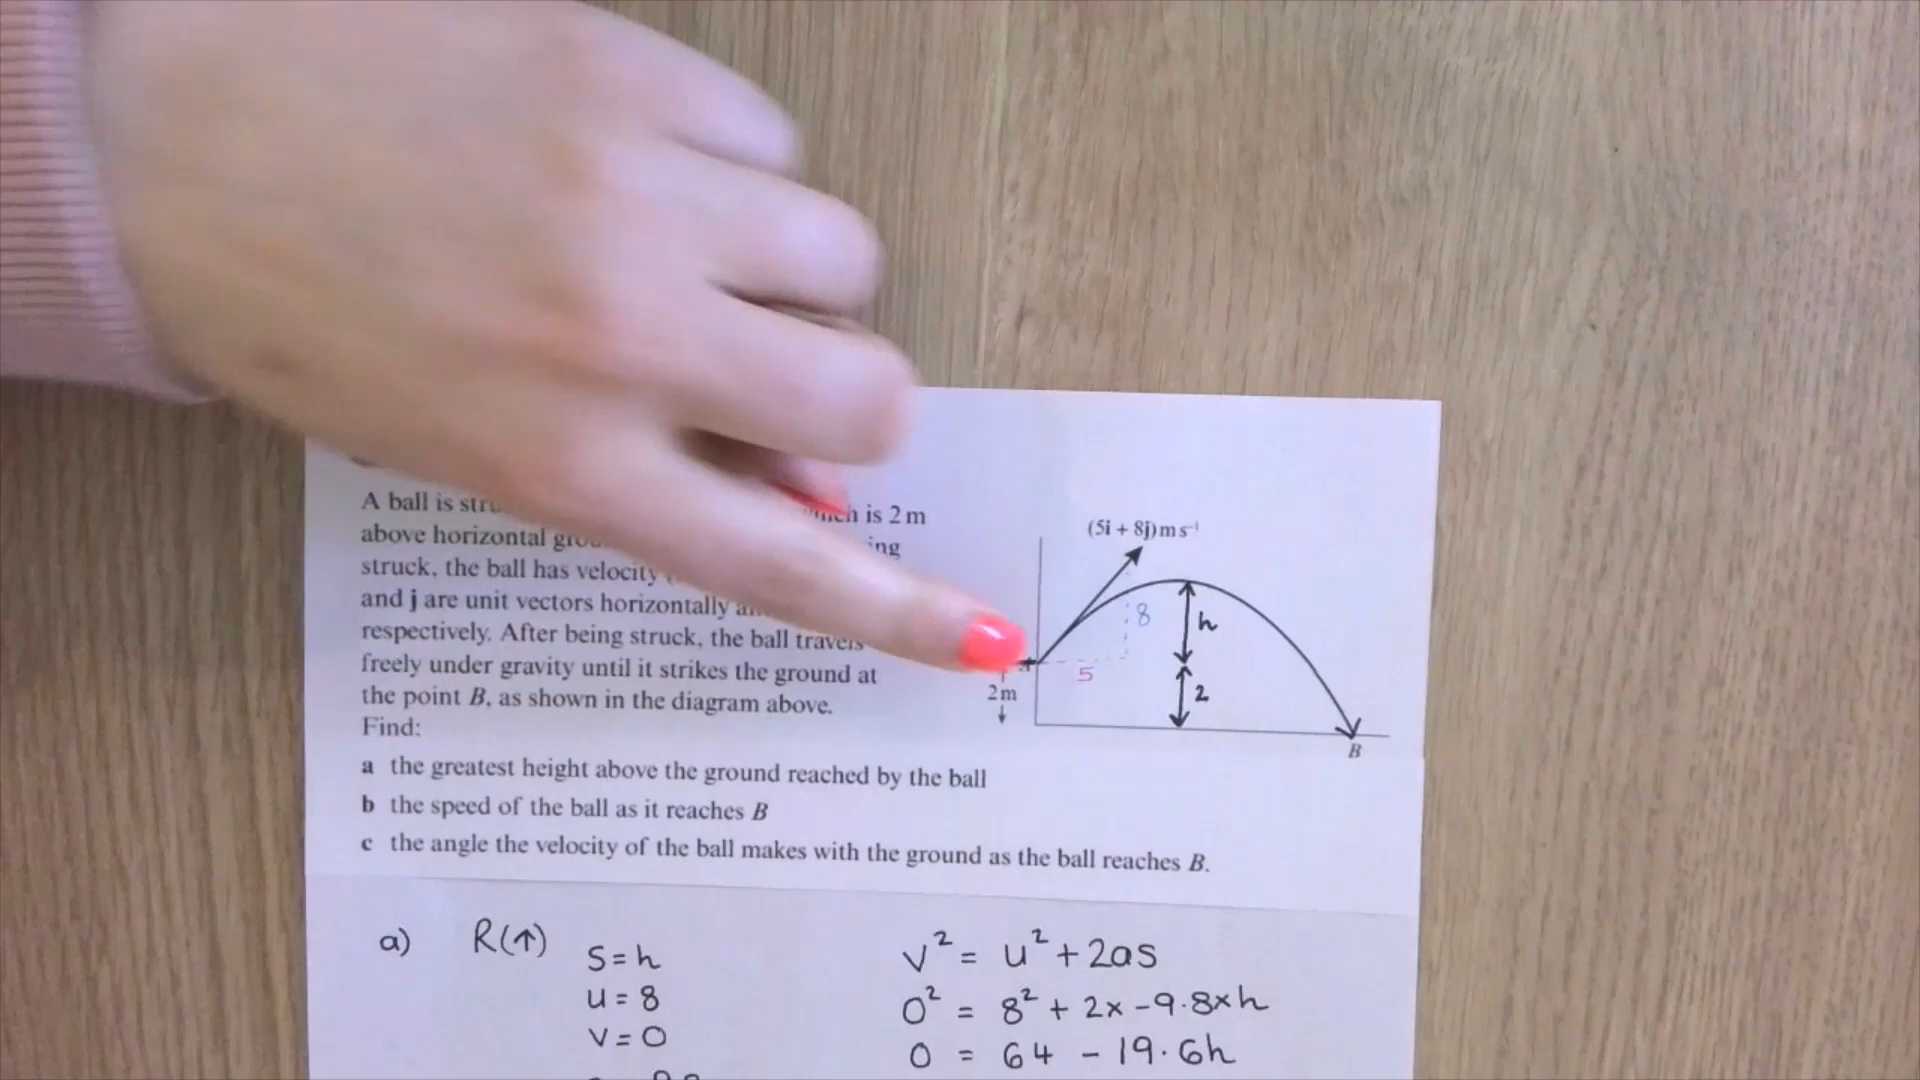 A ball is
is 2 m
above horizontal
ing
struck, the ball has velocity
and j are unit vectors horizontally
respectively. After being struck, the ball travels
freely under gravity until it strikes the ground at
the point B, as shown in the diagram above.
Find:
a the greatest height above the ground reached by the ball
b the speed of the ball as it reaches B
c the angle the velocity of the ball makes with the ground as the ball reaches B.
(5i + 8j) m s⁻¹
8
h
5
2 m
2
B
a) R(↑)
s = h
u = 8
v = 0
v² = u² + 2as
0² = 8² + 2x -9.8xh
0 = 64 - 19.6h